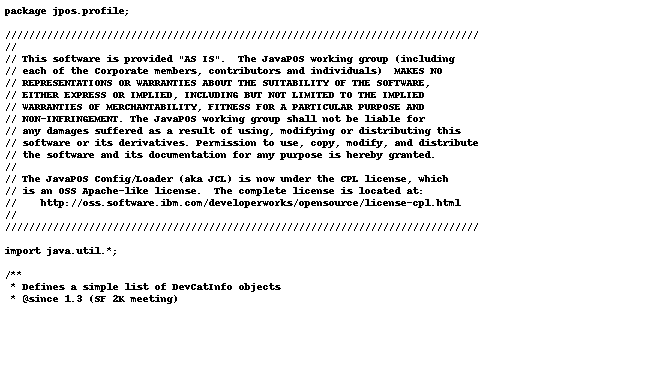 package jpos.profile;
///////////////////////////////////////////////////////////////////////////////
//
// This software is provided "AS IS".  The JavaPOS working group (including
// each of the Corporate members, contributors and individuals)  MAKES NO
// REPRESENTATIONS OR WARRANTIES ABOUT THE SUITABILITY OF THE SOFTWARE,
// EITHER EXPRESS OR IMPLIED, INCLUDING BUT NOT LIMITED TO THE IMPLIED
// WARRANTIES OF MERCHANTABILITY, FITNESS FOR A PARTICULAR PURPOSE AND
// NON-INFRINGEMENT. The JavaPOS working group shall not be liable for
// any damages suffered as a result of using, modifying or distributing this
// software or its derivatives. Permission to use, copy, modify, and distribute
// the software and its documentation for any purpose is hereby granted.
//
// The JavaPOS Config/Loader (aka JCL) is now under the CPL license, which
// is an OSS Apache-like license.  The complete license is located at:
//    http://oss.software.ibm.com/developerworks/opensource/license-cpl.html
//
///////////////////////////////////////////////////////////////////////////////
import java.util.*;
/**
 * Defines a simple list of DevCatInfo objects
 * @since 1.3 (SF 2K meeting)